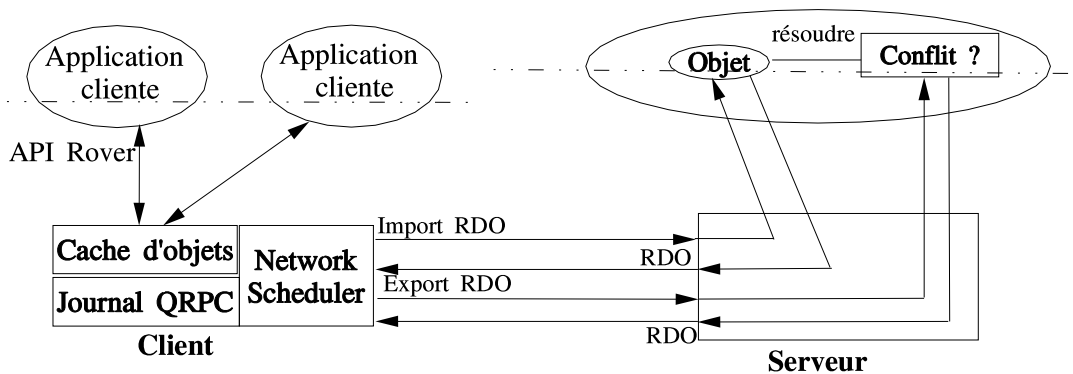 Application
cliente
Application
cliente
résoudre
Objet
Conflit ?
API Rover
Cache d'objets
Journal QRPC
Network
Scheduler
Client
Import RDO
RDO
Export RDO
RDO
Serveur